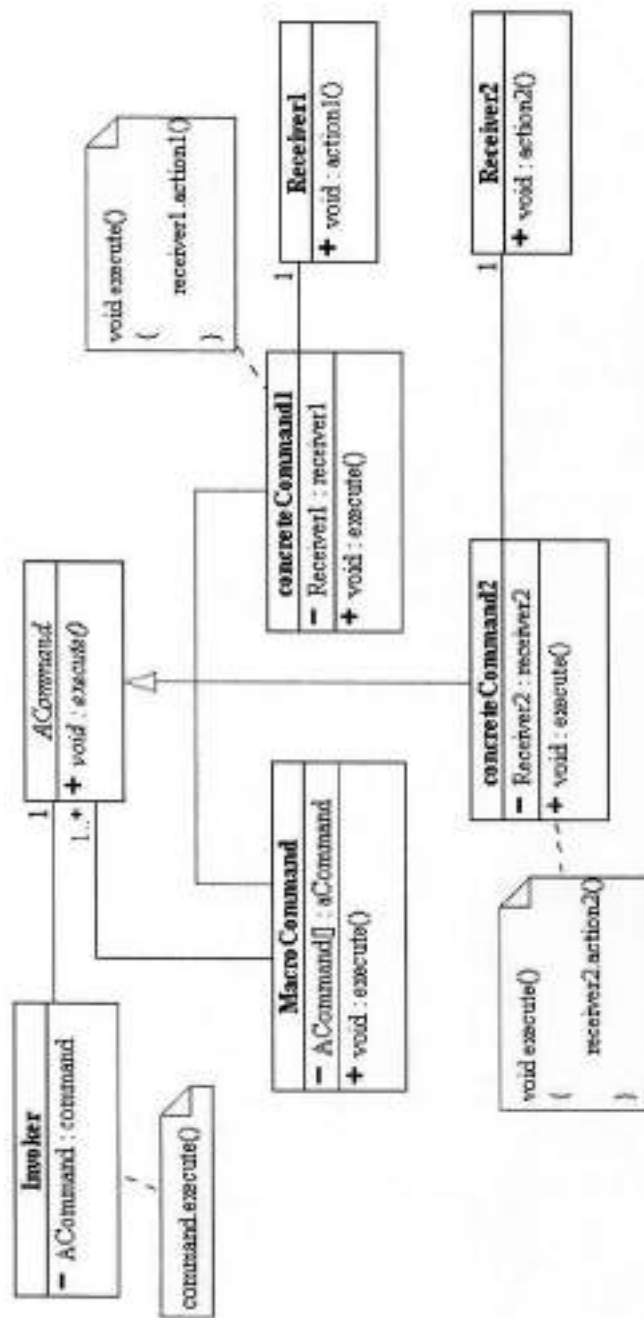 Invoker
− ACommand : command
command.execute()
1
1..*
ACommand
+ void : execute()
MacroCommand
− ACommand[] : aCommand
+ void : execute()
concreteCommand1
− Receiver1 : receiver1
+ void : execute()
void execute()
{
receiver1.action1()
}
1
Receiver1
+ void : action1()
concreteCommand2
− Receiver2 : receiver2
+ void : execute()
void execute()
{
receiver2.action2()
}
1
Receiver2
+ void : action2()